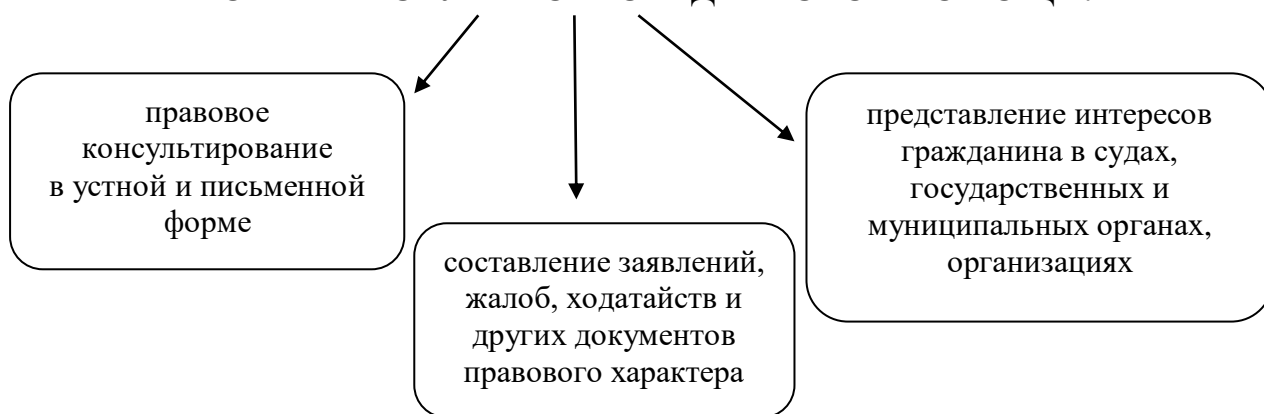 правовое
консультирование
в устной и письменной
форме
составление заявлений,
жалоб, ходатайств и
других документов
правового характера
представление интересов
гражданина в судах,
государственных и
муниципальных органах,
организациях